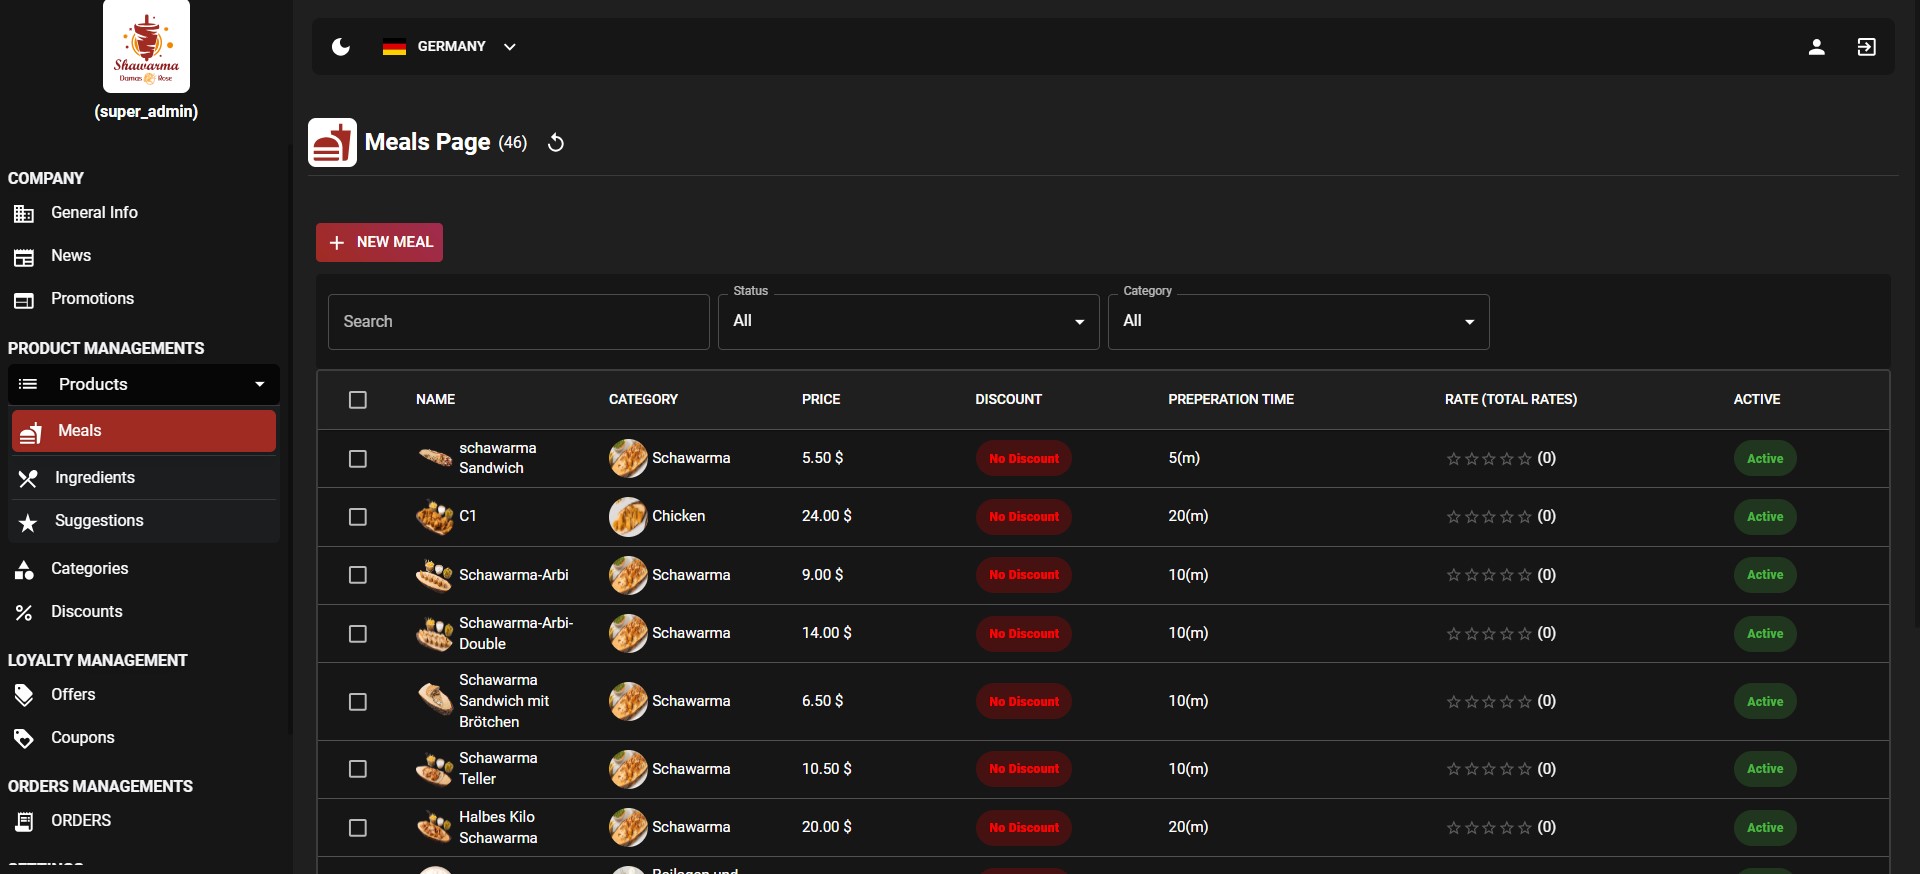 Shawarma
Damas Rose
(super_admin)
COMPANY
General Info
News
Promotions
PRODUCT MANAGEMENTS
Products
Meals
Ingredients
Suggestions
Categories
Discounts
LOYALTY MANAGEMENT
Offers
Coupons
ORDERS MANAGEMENTS
ORDERS
GERMANY
Meals Page (46)
NEW MEAL
Search
Status
All
Category
All
NAME CATEGORY PRICE DISCOUNT PREPERATION TIME RATE (TOTAL RATES) ACTIVE
schawarma
Sandwich
Schawarma 5.50 $ No Discount 5(m) (0) Active
C1 Chicken 24.00 $ No Discount 20(m) (0) Active
Schawarma-Arbi Schawarma 9.00 $ No Discount 10(m) (0) Active
Schawarma-Arbi-
Double
Schawarma 14.00 $ No Discount 10(m) (0) Active
Schawarma
Sandwich mit
Brötchen
Schawarma 6.50 $ No Discount 10(m) (0) Active
Schawarma
Teller
Schawarma 10.50 $ No Discount 10(m) (0) Active
Halbes Kilo
Schawarma
Schawarma 20.00 $ No Discount 20(m) (0) Active